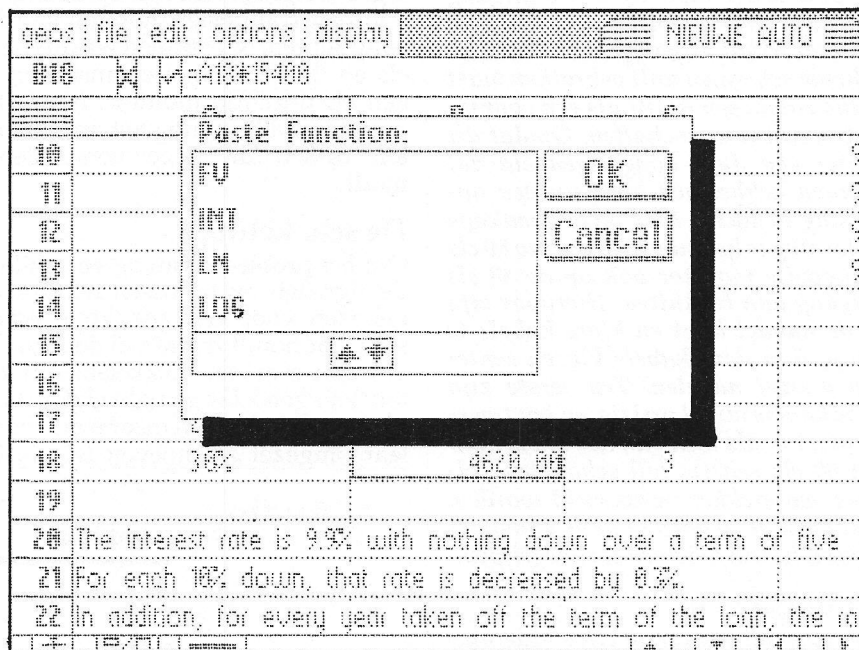 geos file edit options display NIEUWE AUTO
B18 =A18*15400
A B C
Paste Function:
10 FV OK
11
12 INT Cancel
13 LN
14 LOG
15
16
17
18 30% 4620.00 3
19
20 The interest rate is 9.9% with nothing down over a term of five
21 For each 10% down, that rate is decreased by 0.3%.
22 In addition, for every year taken off the term of the loan, the ra